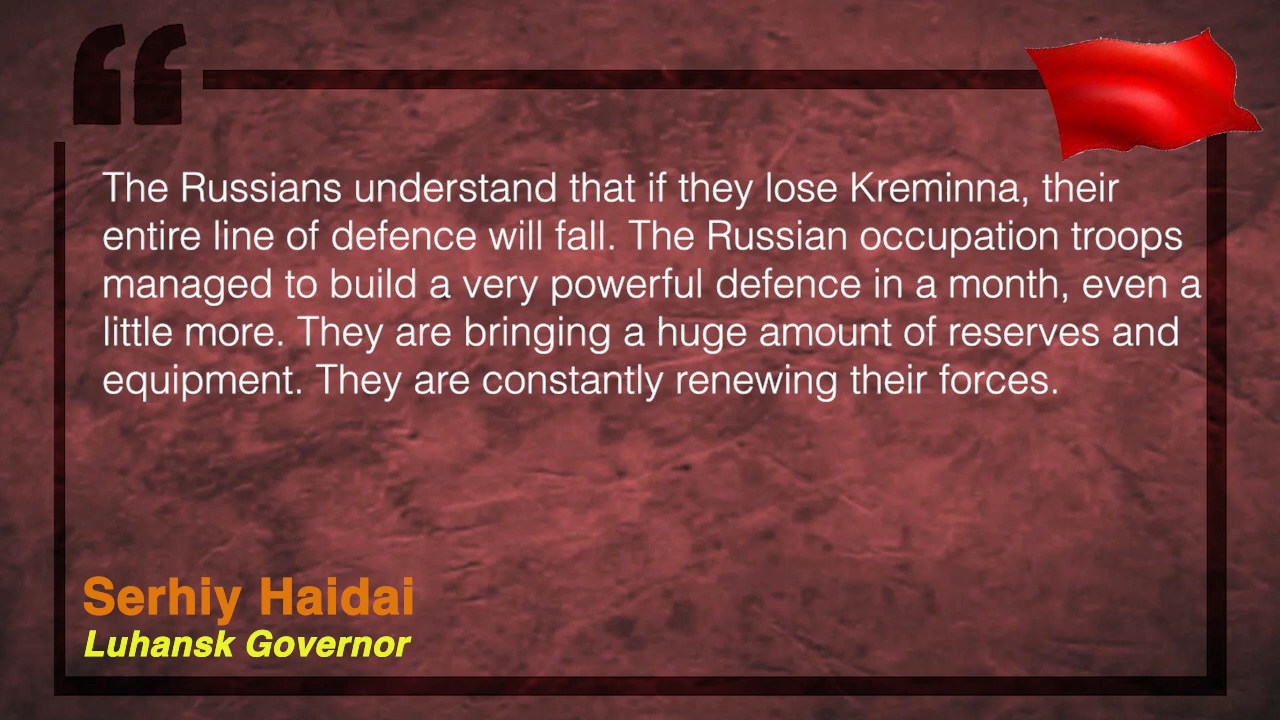 The Russians understand that if they lose Kreminna, their
entire line of defence will fall. The Russian occupation troops
managed to build a very powerful defence in a month, even a
little more. They are bringing a huge amount of reserves and
equipment. They are constantly renewing their forces.
Serhiy Haidai
Luhansk Governor